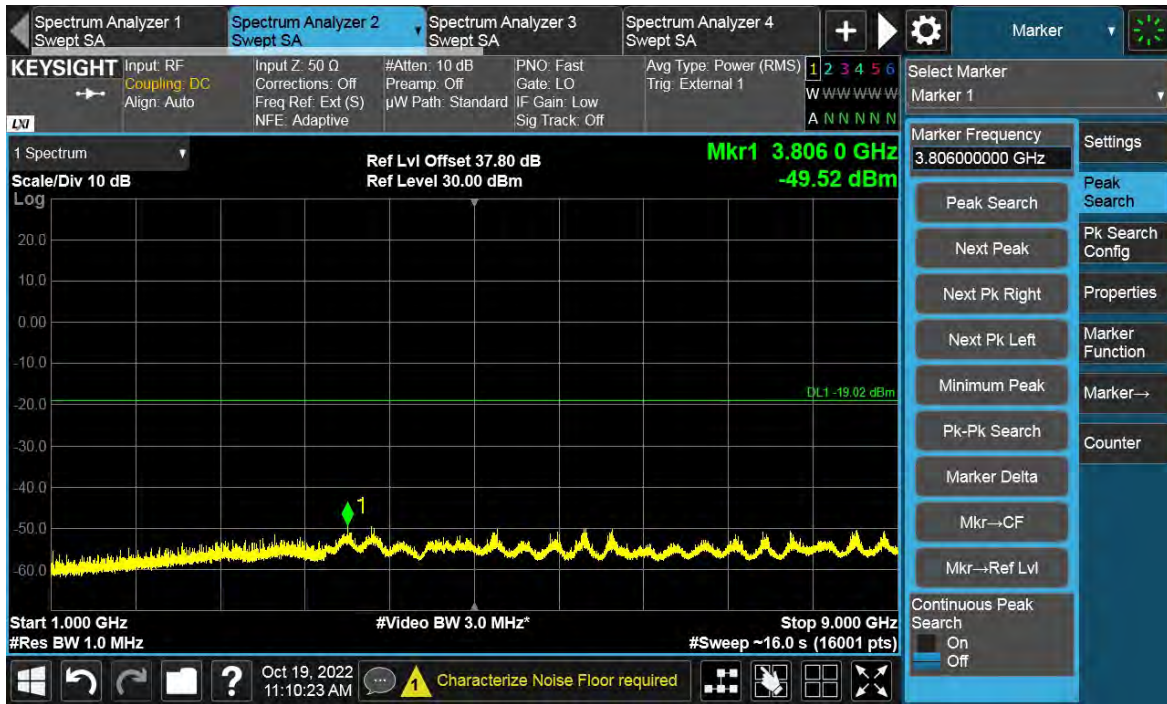 Spectrum Analyzer 1
Swept SA
Spectrum Analyzer 2
Swept SA
Spectrum Analyzer 3
Swept SA
Spectrum Analyzer 4
Swept SA
+
Marker
KEYSIGHT
LXI
Input: RF
Coupling: DC
Align: Auto
Input Z: 50 Ω
Corrections: Off
Freq Ref: Ext (S)
NFE: Adaptive
#Atten: 10 dB
Preamp: Off
µW Path: Standard
PNO: Fast
Gate: LO
IF Gain: Low
Sig Track: Off
Avg Type: Power (RMS)
Trig: External 1
1 2 3 4 5 6
W W W W W W
A N N N N N
Select Marker
Marker 1
1 Spectrum
Scale/Div 10 dB
Log
Ref Lvl Offset 37.80 dB
Ref Level 30.00 dBm
Mkr1 3.806 0 GHz
-49.52 dBm
20.0
10.0
0.00
-10.0
-20.0
-30.0
-40.0
-50.0
-60.0
DL1 -19.02 dBm
1
Start 1.000 GHz
#Res BW 1.0 MHz
#Video BW 3.0 MHz*
Stop 9.000 GHz
#Sweep ~16.0 s (16001 pts)
Marker Frequency
3.806000000 GHz
Peak Search
Next Peak
Next Pk Right
Next Pk Left
Minimum Peak
Pk-Pk Search
Marker Delta
Mkr→CF
Mkr→Ref Lvl
Continuous Peak
Search
On
Off
Settings
Peak
Search
Pk Search
Config
Properties
Marker
Function
Marker→
Counter
?
Oct 19, 2022
11:10:23 AM
1
Characterize Noise Floor required